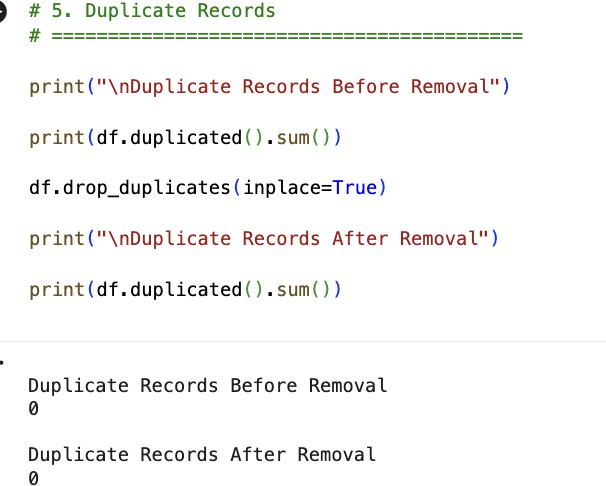 # 5. Duplicate Records
# ==========================================
print("\nDuplicate Records Before Removal")
print(df.duplicated().sum())
df.drop_duplicates(inplace=True)
print("\nDuplicate Records After Removal")
print(df.duplicated().sum())
Duplicate Records Before Removal
0
Duplicate Records After Removal
0